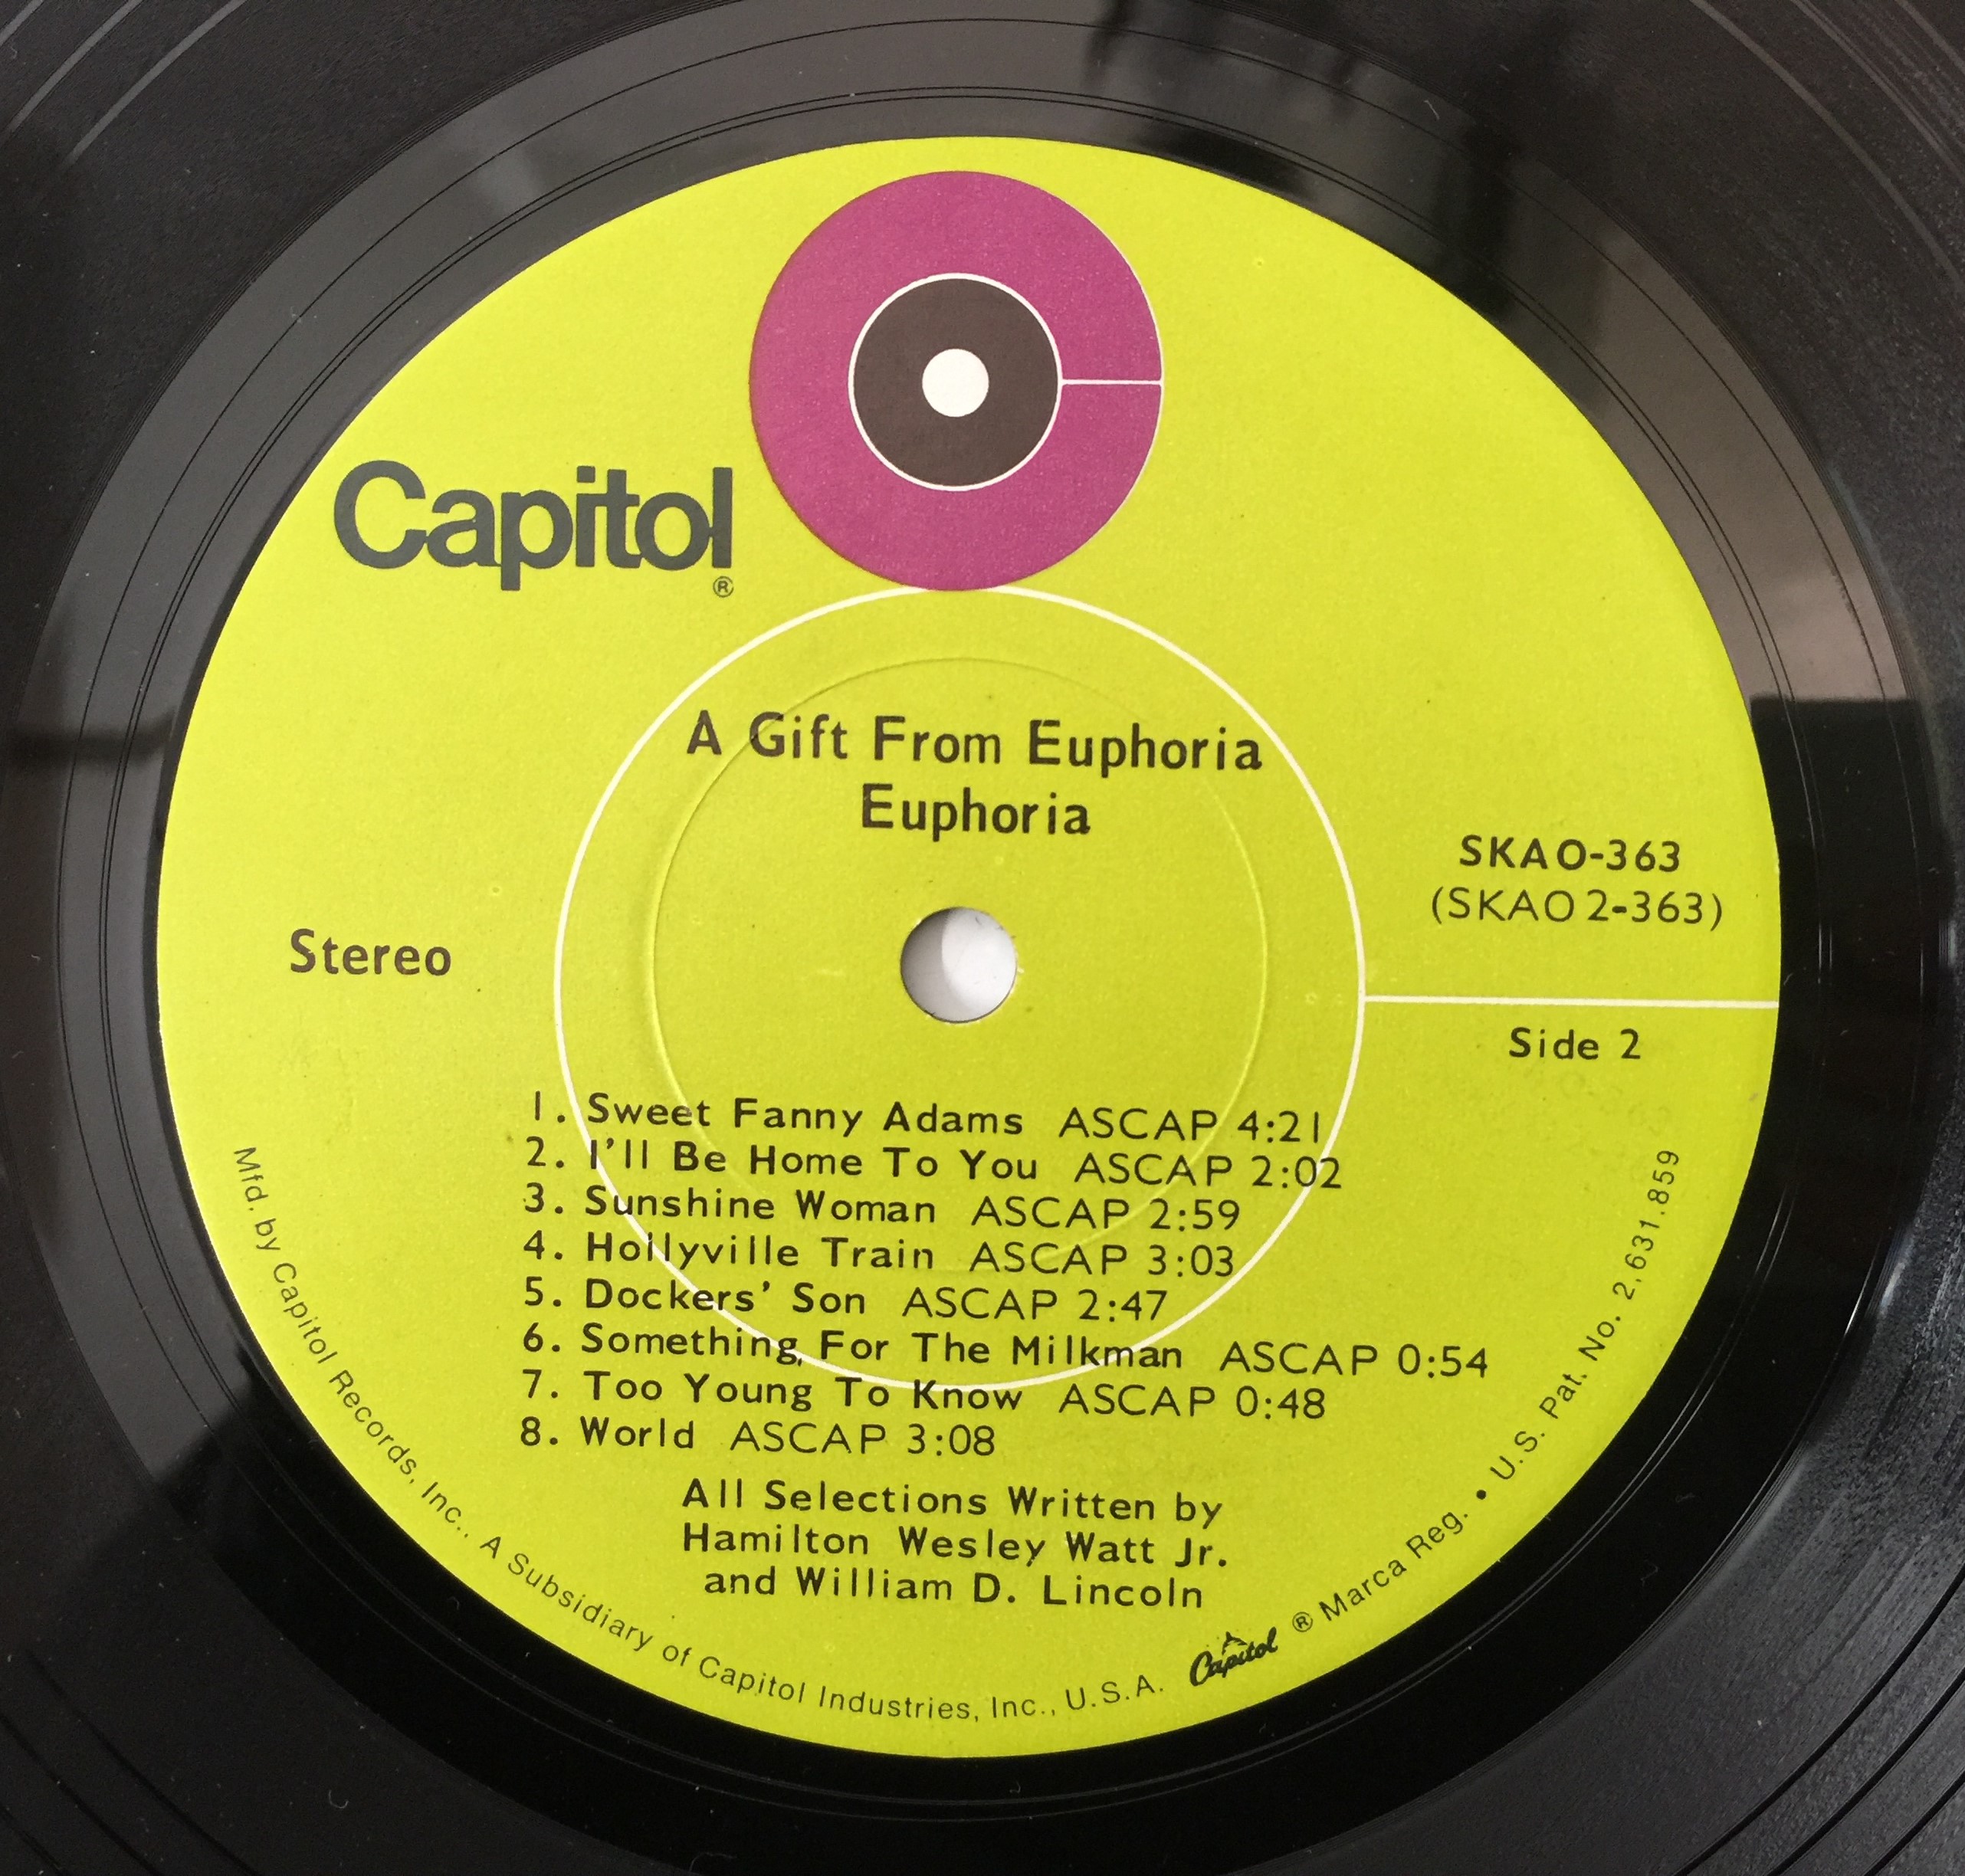 Capitol
®
A Gift From Euphoria
Euphoria
SKAO-363
(SKAO 2-363)
Stereo
Side 2
1. Sweet Fanny Adams ASCAP 4:21
2. I'll Be Home To You ASCAP 2:02
3. Sunshine Woman ASCAP 2:59
4. Hollyville Train ASCAP 3:03
5. Dockers' Son ASCAP 2:47
6. Something For The Milkman ASCAP 0:54
7. Too Young To Know ASCAP 0:48
8. World ASCAP 3:08
All Selections Written by
Hamilton Wesley Watt Jr.
and William D. Lincoln
Mfd. by Capitol Records, Inc., A Subsidiary of Capitol Industries, Inc., U.S.A. Capitol ® Marca Reg. • U.S. Pat. No. 2,631,859